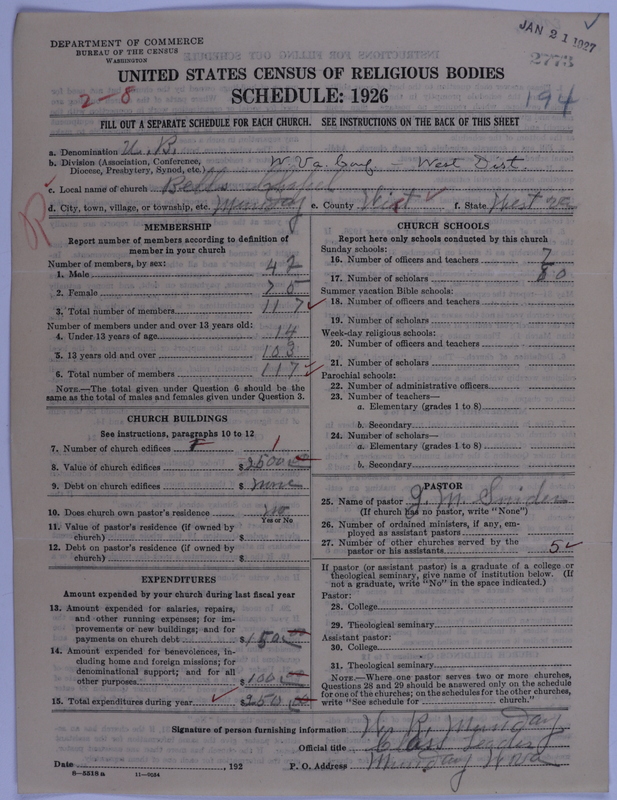 JAN 21 1927
DEPARTMENT OF COMMERCE
BUREAU OF THE CENSUS
WASHINGTON
2773
UNITED STATES CENSUS OF RELIGIOUS BODIES
2-8
SCHEDULE: 1926
194
FILL OUT A SEPARATE SCHEDULE FOR EACH CHURCH. SEE INSTRUCTIONS ON THE BACK OF THIS SHEET
a. Denomination U. B.
b. Division (Association, Conference, Diocese, Presbytery, Synod, etc.) W. Va. Conf. - West Dist.
c. Local name of church Bells Chapel
d. City, town, village, or township, etc. Munday e. County Wirt f. State West Va
R
MEMBERSHIP
Report number of members according to definition of
member in your church
Number of members, by sex:
1. Male 42
2. Female 75
3. Total number of members 117
Number of members under and over 13 years old:
4. Under 13 years of age 14
5. 13 years old and over 103
6. Total number of members 117
NOTE.—The total given under Question 6 should be the
same as the total of males and females given under Question 3.
CHURCH BUILDINGS
See instructions, paragraphs 10 to 12
7. Number of church edifices 1
8. Value of church edifices $2500 00
9. Debt on church edifices $none
10. Does church own pastor's residence no
Yes or No
11. Value of pastor's residence (if owned by
church) $
12. Debt on pastor's residence (if owned by
church) $
EXPENDITURES
Amount expended by your church during last fiscal year
13. Amount expended for salaries, repairs,
and other running expenses; for im-
provements or new buildings; and for
payments on church debt $150 00
14. Amount expended for benevolences, in-
cluding home and foreign missions; for
denominational support; and for all
other purposes $100 00
15. Total expenditures during year $250 00
CHURCH SCHOOLS
Report here only schools conducted by this church
Sunday schools:
16. Number of officers and teachers 7
17. Number of scholars 80
Summer vacation Bible schools:
18. Number of officers and teachers
19. Number of scholars
Week-day religious schools:
20. Number of officers and teachers
21. Number of scholars
Parochial schools:
22. Number of administrative officers
23. Number of teachers—
a. Elementary (grades 1 to 8)
b. Secondary
24. Number of scholars—
a. Elementary (grades 1 to 8)
b. Secondary
PASTOR
25. Name of pastor J. M. Snider
(If church has no pastor, write "None")
26. Number of ordained ministers, if any, em-
ployed as assistant pastors
27. Number of other churches served by the
pastor or his assistants 5
If pastor (or assistant pastor) is a graduate of a college or
theological seminary, give name of institution below. (If
not a graduate, write "No" in the space indicated.)
Pastor:
28. College
29. Theological seminary
Assistant pastor:
30. College
31. Theological seminary
NOTE.—Where one pastor serves two or more churches,
Questions 28 and 29 should be answered only on the schedule
for one of the churches; on the schedules for the other churches,
write "See schedule for church."
Signature of person furnishing information W. R. Munday
Official title Class Leader
Date , 192 P. O. Address Munday W Va
8—5518 a 11—9054